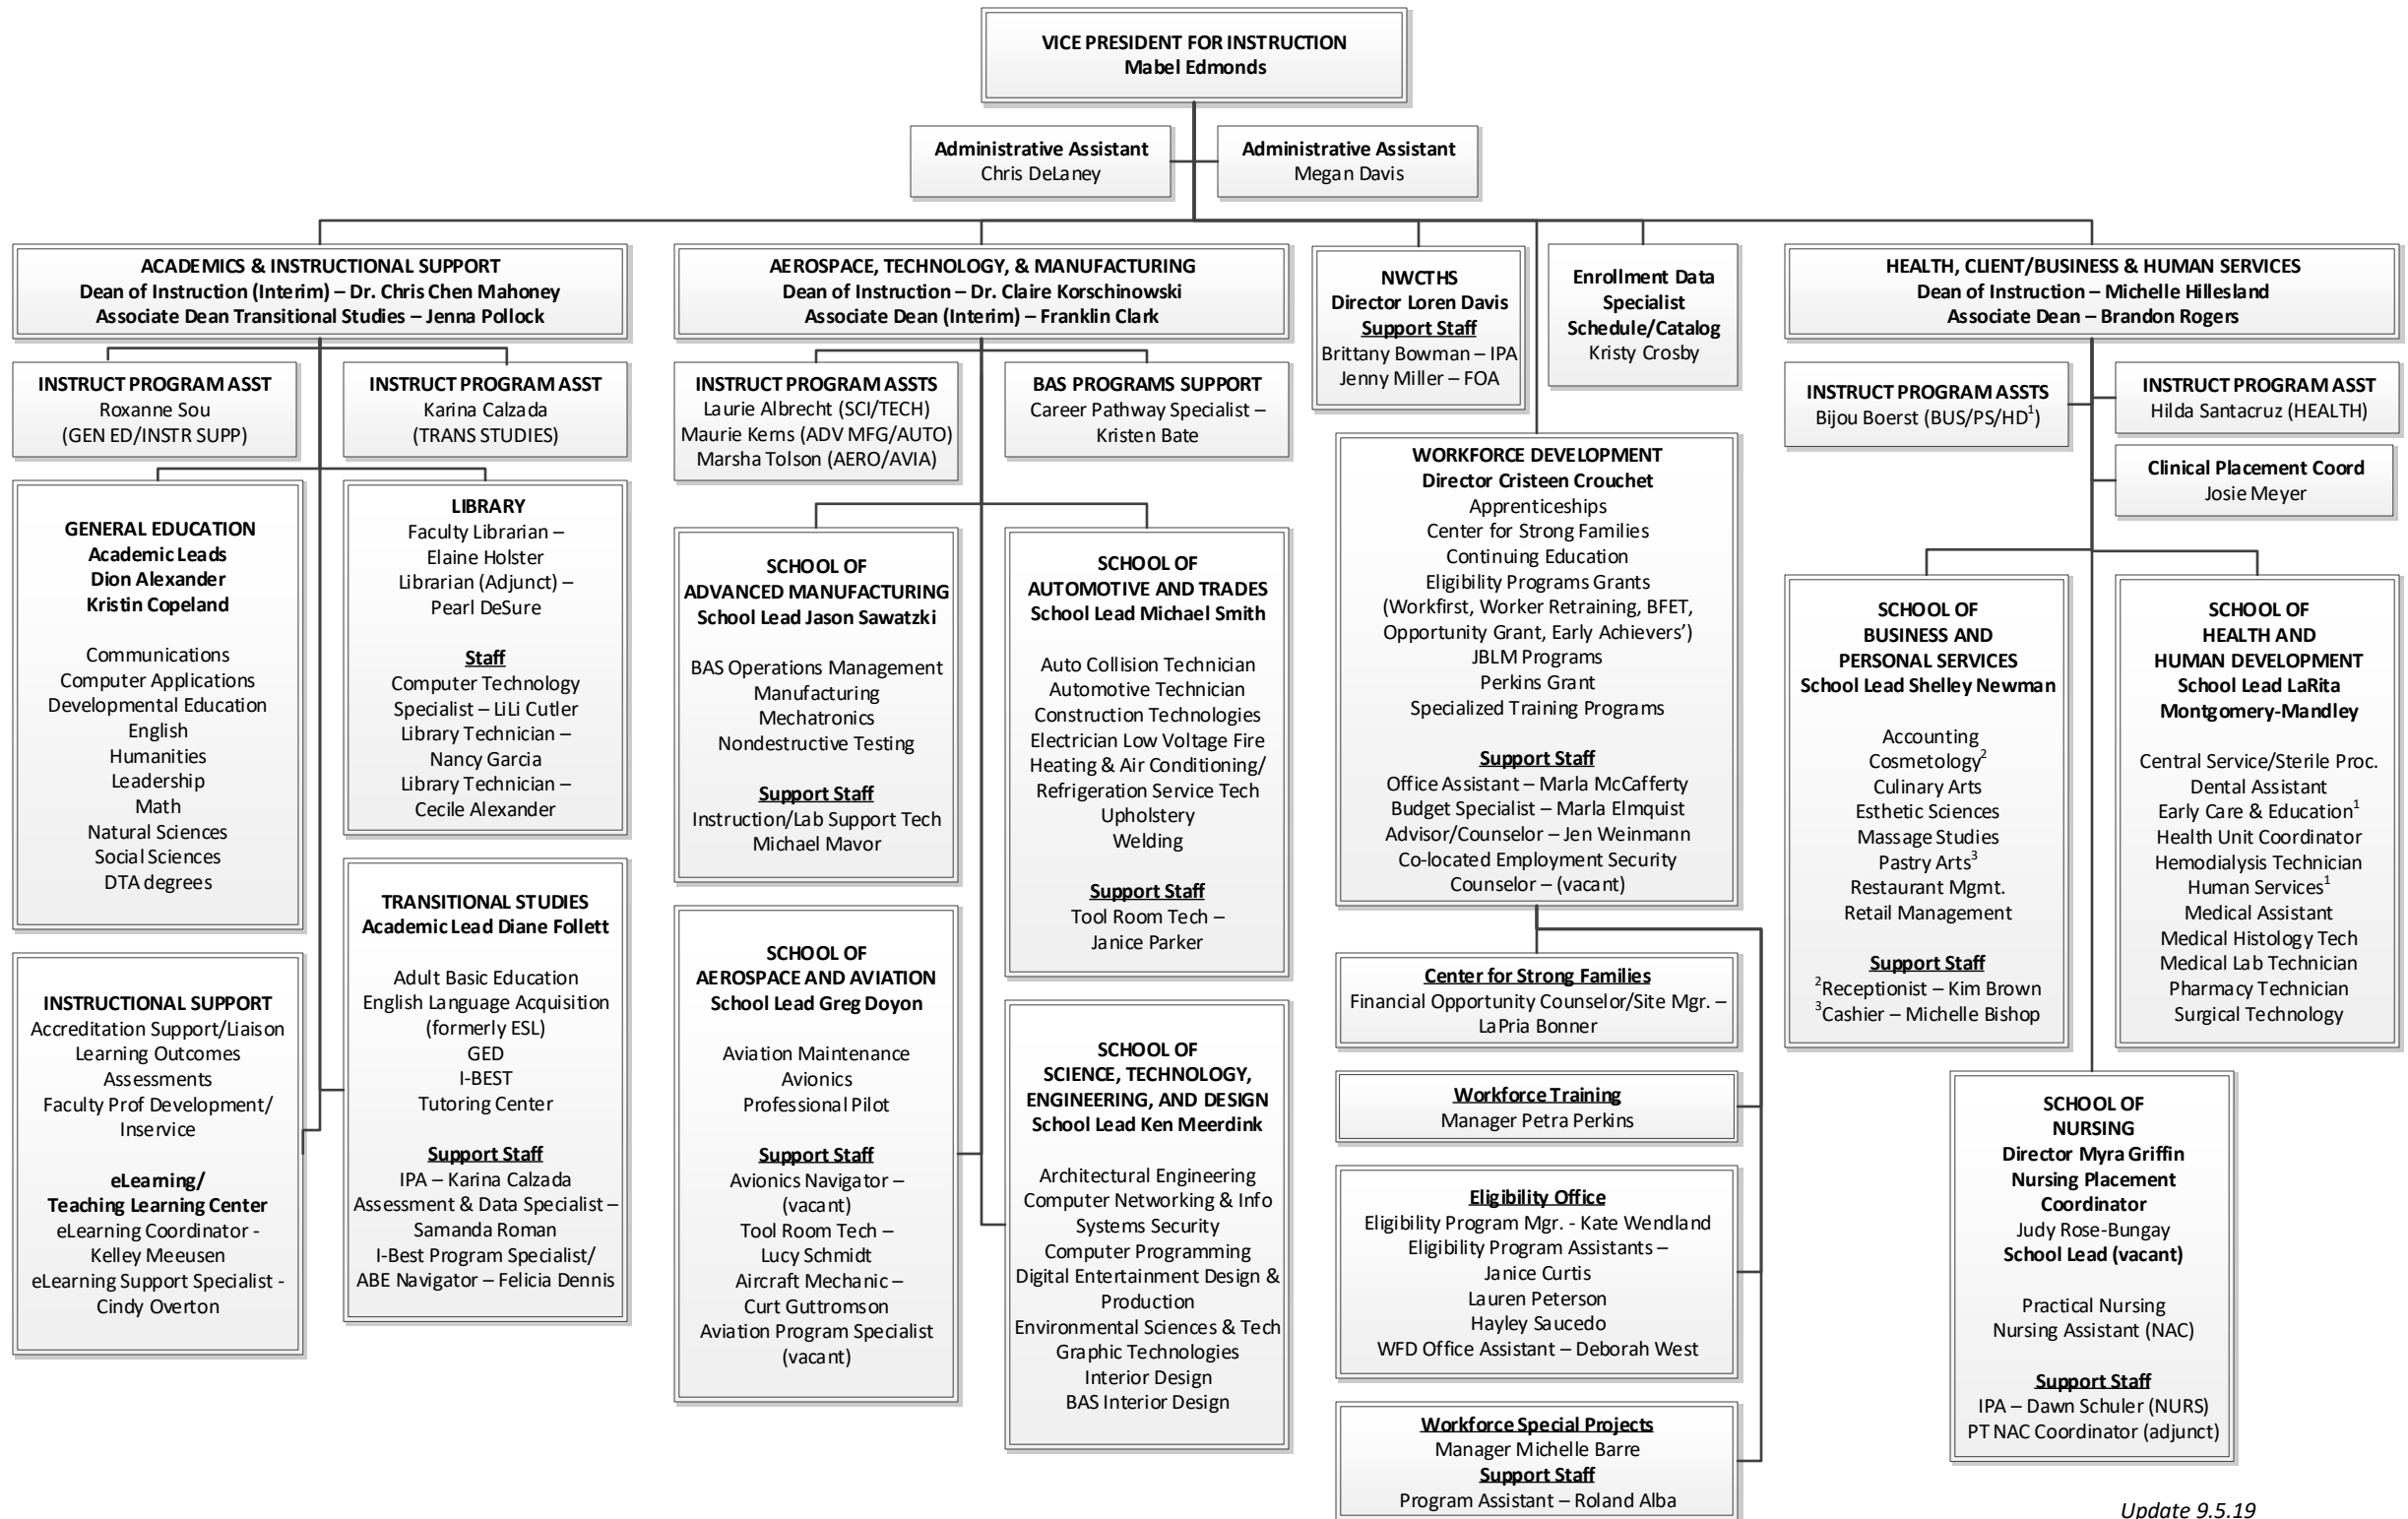 VICE PRESIDENT FOR INSTRUCTION
Mabel Edmonds
Administrative Assistant
Chris DeLaney
Administrative Assistant
Megan Davis
ACADEMICS & INSTRUCTIONAL SUPPORT
Dean of Instruction (Interim) – Dr. Chris Chen Mahoney
Associate Dean Transitional Studies – Jenna Pollock
INSTRUCT PROGRAM ASST
Roxanne Sou
(GEN ED/INSTR SUPP)
INSTRUCT PROGRAM ASST
Karina Calzada
(TRANS STUDIES)
GENERAL EDUCATION
Academic Leads
Dion Alexander
Kristin Copeland
Communications
Computer Applications
Developmental Education
English
Humanities
Leadership
Math
Natural Sciences
Social Sciences
DTA degrees
LIBRARY
Faculty Librarian –
Elaine Holster
Librarian (Adjunct) –
Pearl DeSure
Staff
Computer Technology
Specialist – LiLi Cutler
Library Technician –
Nancy Garcia
Library Technician –
Cecile Alexander
INSTRUCTIONAL SUPPORT
Accreditation Support/Liaison
Learning Outcomes
Assessments
Faculty Prof Development/
Inservice
eLearning/
Teaching Learning Center
eLearning Coordinator -
Kelley Meeusen
eLearning Support Specialist -
Cindy Overton
TRANSITIONAL STUDIES
Academic Lead Diane Follett
Adult Basic Education
English Language Acquisition
(formerly ESL)
GED
I-BEST
Tutoring Center
Support Staff
IPA – Karina Calzada
Assessment & Data Specialist –
Samanda Roman
I-Best Program Specialist/
ABE Navigator – Felicia Dennis
AEROSPACE, TECHNOLOGY, & MANUFACTURING
Dean of Instruction – Dr. Claire Korschinowski
Associate Dean (Interim) – Franklin Clark
INSTRUCT PROGRAM ASSTS
Laurie Albrecht (SCI/TECH)
Maurie Kerns (ADV MFG/AUTO)
Marsha Tolson (AERO/AVIA)
BAS PROGRAMS SUPPORT
Career Pathway Specialist –
Kristen Bate
SCHOOL OF
ADVANCED MANUFACTURING
School Lead Jason Sawatzki
BAS Operations Management
Manufacturing
Mechatronics
Nondestructive Testing
Support Staff
Instruction/Lab Support Tech
Michael Mavor
SCHOOL OF
AUTOMOTIVE AND TRADES
School Lead Michael Smith
Auto Collision Technician
Automotive Technician
Construction Technologies
Electrician Low Voltage Fire
Heating & Air Conditioning/
Refrigeration Service Tech
Upholstery
Welding
Support Staff
Tool Room Tech –
Janice Parker
SCHOOL OF
AEROSPACE AND AVIATION
School Lead Greg Doyon
Aviation Maintenance
Avionics
Professional Pilot
Support Staff
Avionics Navigator –
(vacant)
Tool Room Tech –
Lucy Schmidt
Aircraft Mechanic –
Curt Guttromson
Aviation Program Specialist
(vacant)
SCHOOL OF
SCIENCE, TECHNOLOGY,
ENGINEERING, AND DESIGN
School Lead Ken Meerdink
Architectural Engineering
Computer Networking & Info
Systems Security
Computer Programming
Digital Entertainment Design &
Production
Environmental Sciences & Tech
Graphic Technologies
Interior Design
BAS Interior Design
NWCTHS
Director Loren Davis
Support Staff
Brittany Bowman – IPA
Jenny Miller – FOA
Enrollment Data
Specialist
Schedule/Catalog
Kristy Crosby
WORKFORCE DEVELOPMENT
Director Cristeen Crouchet
Apprenticeships
Center for Strong Families
Continuing Education
Eligibility Programs Grants
(Workfirst, Worker Retraining, BFET,
Opportunity Grant, Early Achievers’)
JBLM Programs
Perkins Grant
Specialized Training Programs
Support Staff
Office Assistant – Marla McCafferty
Budget Specialist – Marla Elmquist
Advisor/Counselor – Jen Weinmann
Co-located Employment Security
Counselor – (vacant)
Center for Strong Families
Financial Opportunity Counselor/Site Mgr. –
LaPria Bonner
Workforce Training
Manager Petra Perkins
Eligibility Office
Eligibility Program Mgr. - Kate Wendland
Eligibility Program Assistants –
Janice Curtis
Lauren Peterson
Hayley Saucedo
WFD Office Assistant – Deborah West
Workforce Special Projects
Manager Michelle Barre
Support Staff
Program Assistant – Roland Alba
HEALTH, CLIENT/BUSINESS & HUMAN SERVICES
Dean of Instruction – Michelle Hillesland
Associate Dean – Brandon Rogers
INSTRUCT PROGRAM ASSTS
Bijou Boerst (BUS/PS/HD¹)
INSTRUCT PROGRAM ASST
Hilda Santacruz (HEALTH)
Clinical Placement Coord
Josie Meyer
SCHOOL OF
BUSINESS AND
PERSONAL SERVICES
School Lead Shelley Newman
Accounting
Cosmetology²
Culinary Arts
Esthetic Sciences
Massage Studies
Pastry Arts³
Restaurant Mgmt.
Retail Management
Support Staff
²Receptionist – Kim Brown
³Cashier – Michelle Bishop
SCHOOL OF
HEALTH AND
HUMAN DEVELOPMENT
School Lead LaRita
Montgomery-Mandley
Central Service/Sterile Proc.
Dental Assistant
Early Care & Education¹
Health Unit Coordinator
Hemodialysis Technician
Human Services¹
Medical Assistant
Medical Histology Tech
Medical Lab Technician
Pharmacy Technician
Surgical Technology
SCHOOL OF
NURSING
Director Myra Griffin
Nursing Placement
Coordinator
Judy Rose-Bungay
School Lead (vacant)
Practical Nursing
Nursing Assistant (NAC)
Support Staff
IPA – Dawn Schuler (NURS)
PT NAC Coordinator (adjunct)
Update 9.5.19